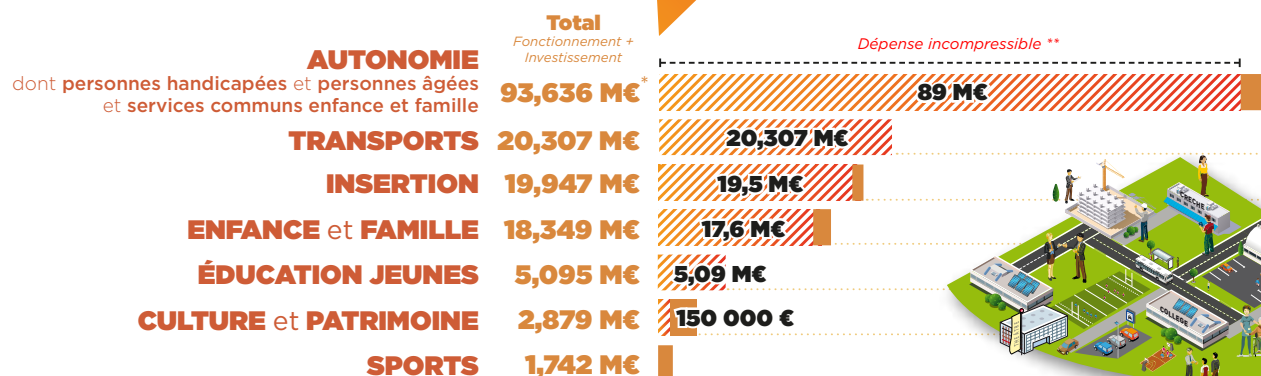 Total
Fonctionnement +
Investissement
Dépense incompressible **
AUTONOMIE
dont personnes handicapées et personnes âgées
et services communs enfance et famille
93,636 M€*
89 M€
TRANSPORTS 20,307 M€ 20,307 M€
INSERTION 19,947 M€ 19,5 M€
ENFANCE et FAMILLE 18,349 M€ 17,6 M€
ÉDUCATION JEUNES 5,095 M€ 5,09 M€
CULTURE et PATRIMOINE 2,879 M€ 150 000 €
SPORTS 1,742 M€
CRECHE
COLLEGE